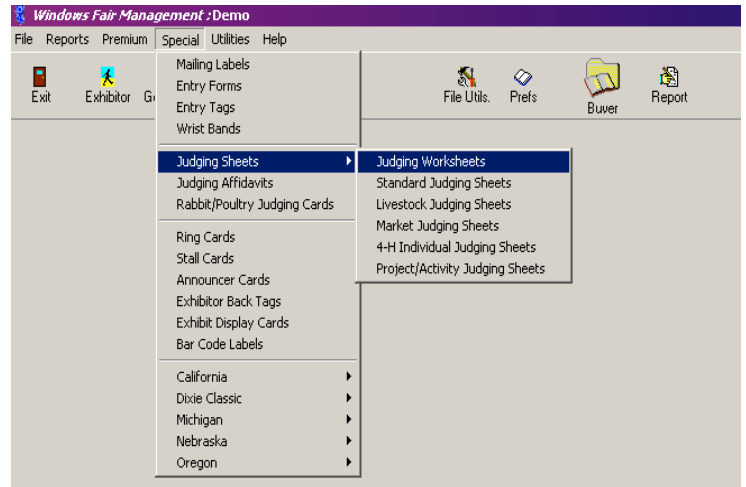 Windows Fair Management :Demo
File Reports Premium Special Utilities Help
Exit Exhibitor G File Utils. Prefs Buyer Report
Mailing Labels
Entry Forms
Entry Tags
Wrist Bands
Judging Sheets
Judging Affidavits
Rabbit/Poultry Judging Cards
Ring Cards
Stall Cards
Announcer Cards
Exhibitor Back Tags
Exhibit Display Cards
Bar Code Labels
California
Dixie Classic
Michigan
Nebraska
Oregon
Judging Worksheets
Standard Judging Sheets
Livestock Judging Sheets
Market Judging Sheets
4-H Individual Judging Sheets
Project/Activity Judging Sheets